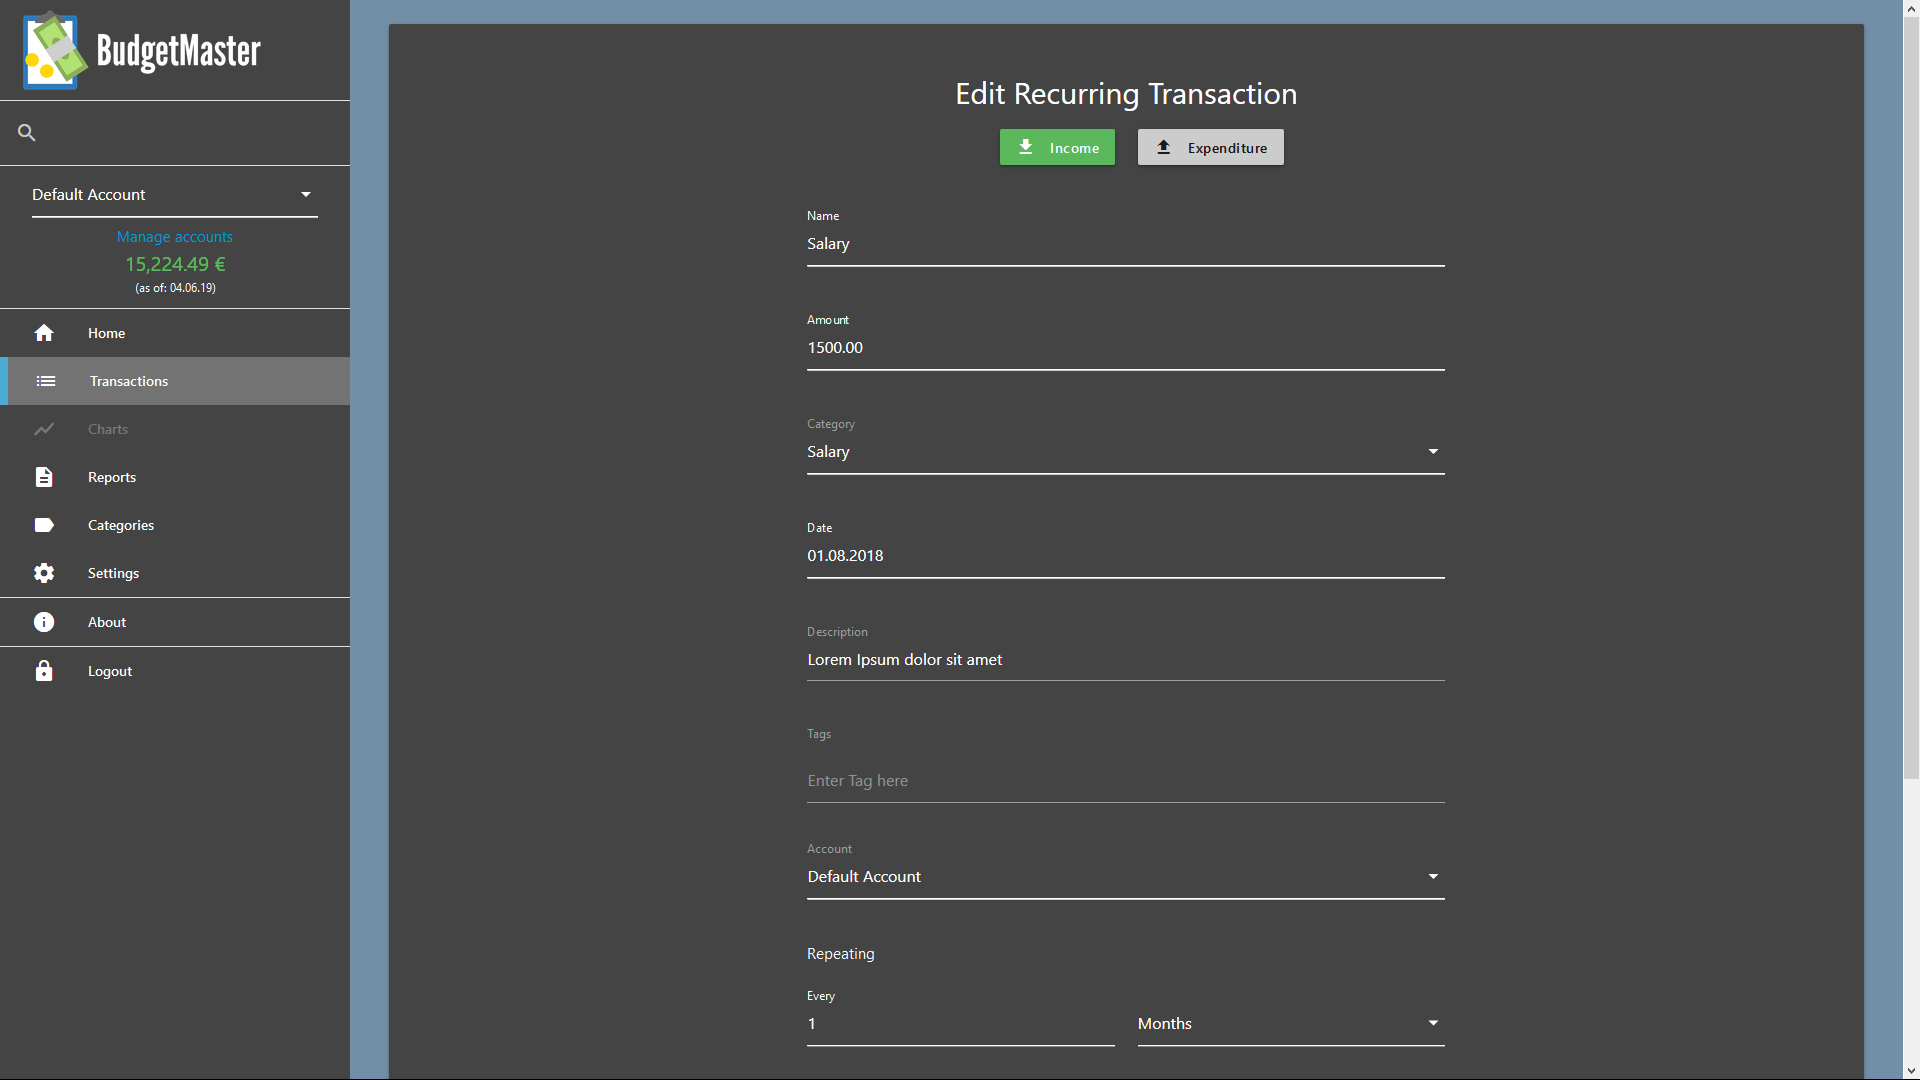 BudgetMaster
Default Account
Manage accounts
15,224.49 €
(as of: 04.06.19)
Home
Transactions
Charts
Reports
Categories
Settings
About
Logout
Edit Recurring Transaction
Income
Expenditure
Name
Salary
Amount
1500.00
Category
Salary
Date
01.08.2018
Description
Lorem Ipsum dolor sit amet
Tags
Enter Tag here
Account
Default Account
Repeating
Every
1
Months